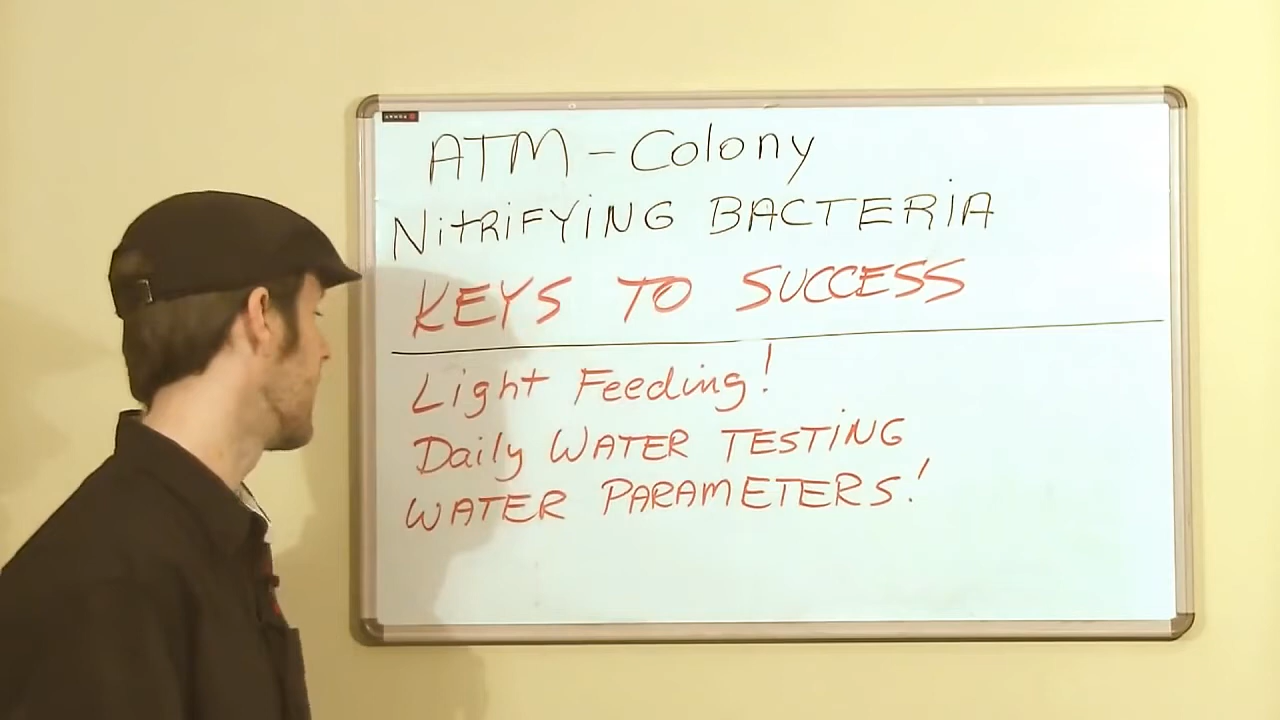 ATM - Colony
NitRiFYiNG BACTERiA
KEYS TO SUCCESS
Light Feeding!
Daily WATER TESTiNG
WATER PARAMETERS!